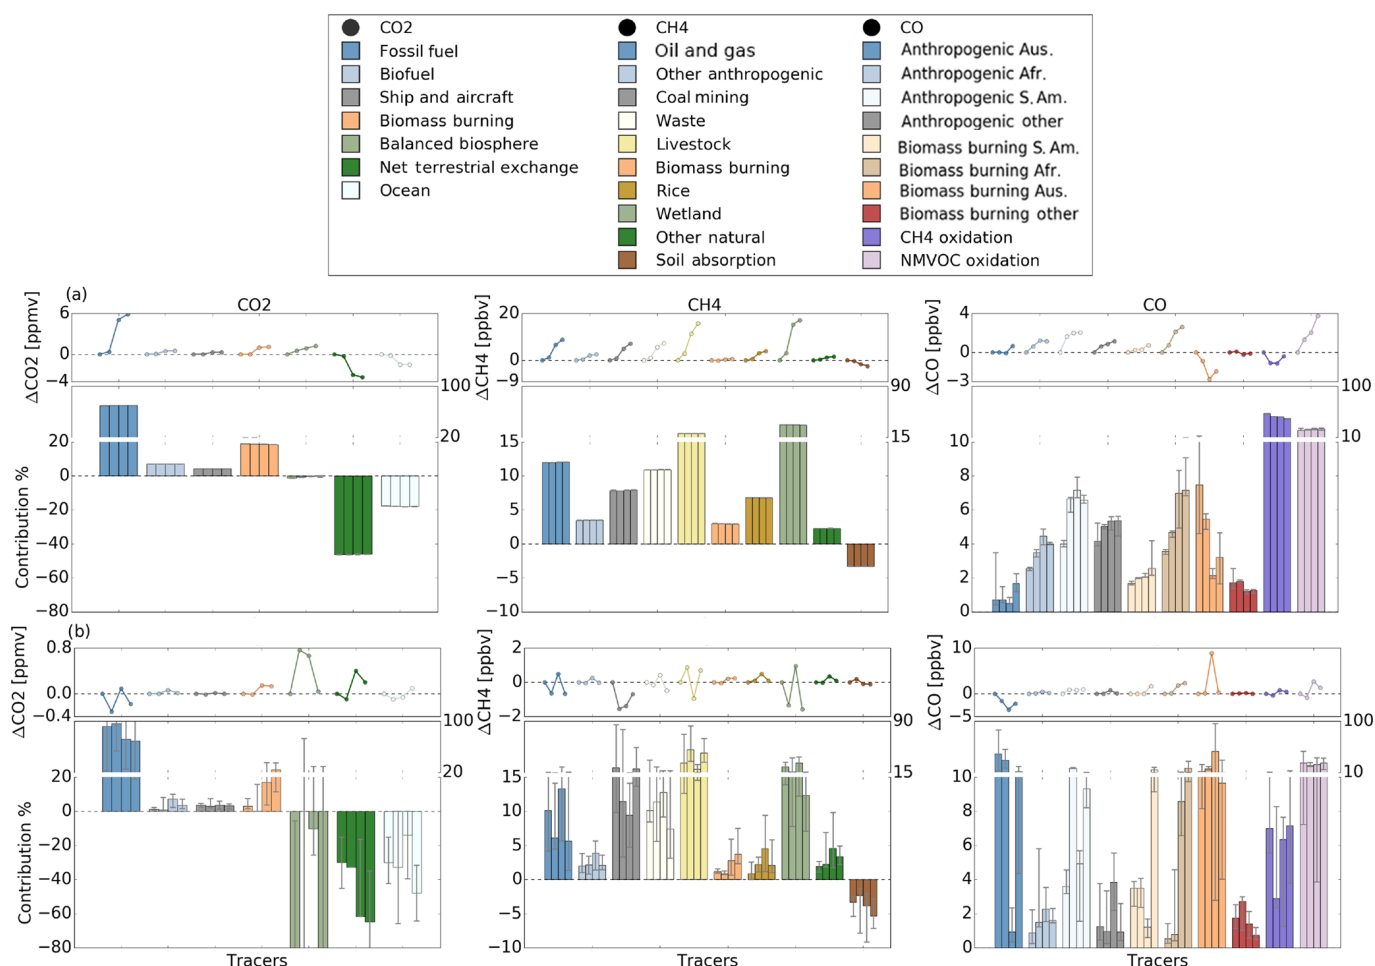 CO2
Fossil fuel
Biofuel
Ship and aircraft
Biomass burning
Balanced biosphere
Net terrestrial exchange
Ocean
CH4
Oil and gas
Other anthropogenic
Coal mining
Waste
Livestock
Biomass burning
Rice
Wetland
Other natural
Soil absorption
CO
Anthropogenic Aus.
Anthropogenic Afr.
Anthropogenic S. Am.
Anthropogenic other
Biomass burning S. Am.
Biomass burning Afr.
Biomass burning Aus.
Biomass burning other
CH4 oxidation
NMVOC oxidation
(a)
CO2
ΔCO2 [ppmv]
6
0
−4
Contribution %
100
20
20
0
−20
−40
−60
−80
CH4
ΔCH4 [ppbv]
20
0
−9
90
15
15
10
5
0
−5
−10
CO
ΔCO [ppbv]
6
0
−3
100
10
10
8
6
4
2
0
(b)
ΔCO2 [ppmv]
0.8
0.0
−0.4
Contribution %
100
20
20
0
−20
−40
−60
−80
Tracers
ΔCH4 [ppbv]
2
0
−2
90
15
15
10
5
0
−5
−10
Tracers
ΔCO [ppbv]
10
0
−5
100
10
10
8
6
4
2
0
Tracers